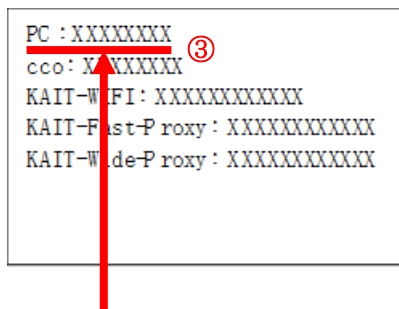 PC：XXXXXXXX
③
cco：XXXXXXXX
KAIT-WIFI：XXXXXXXXXXXX
KAIT-Fast-Proxy：XXXXXXXXXXXX
KAIT-Wide-Proxy：XXXXXXXXXXXX